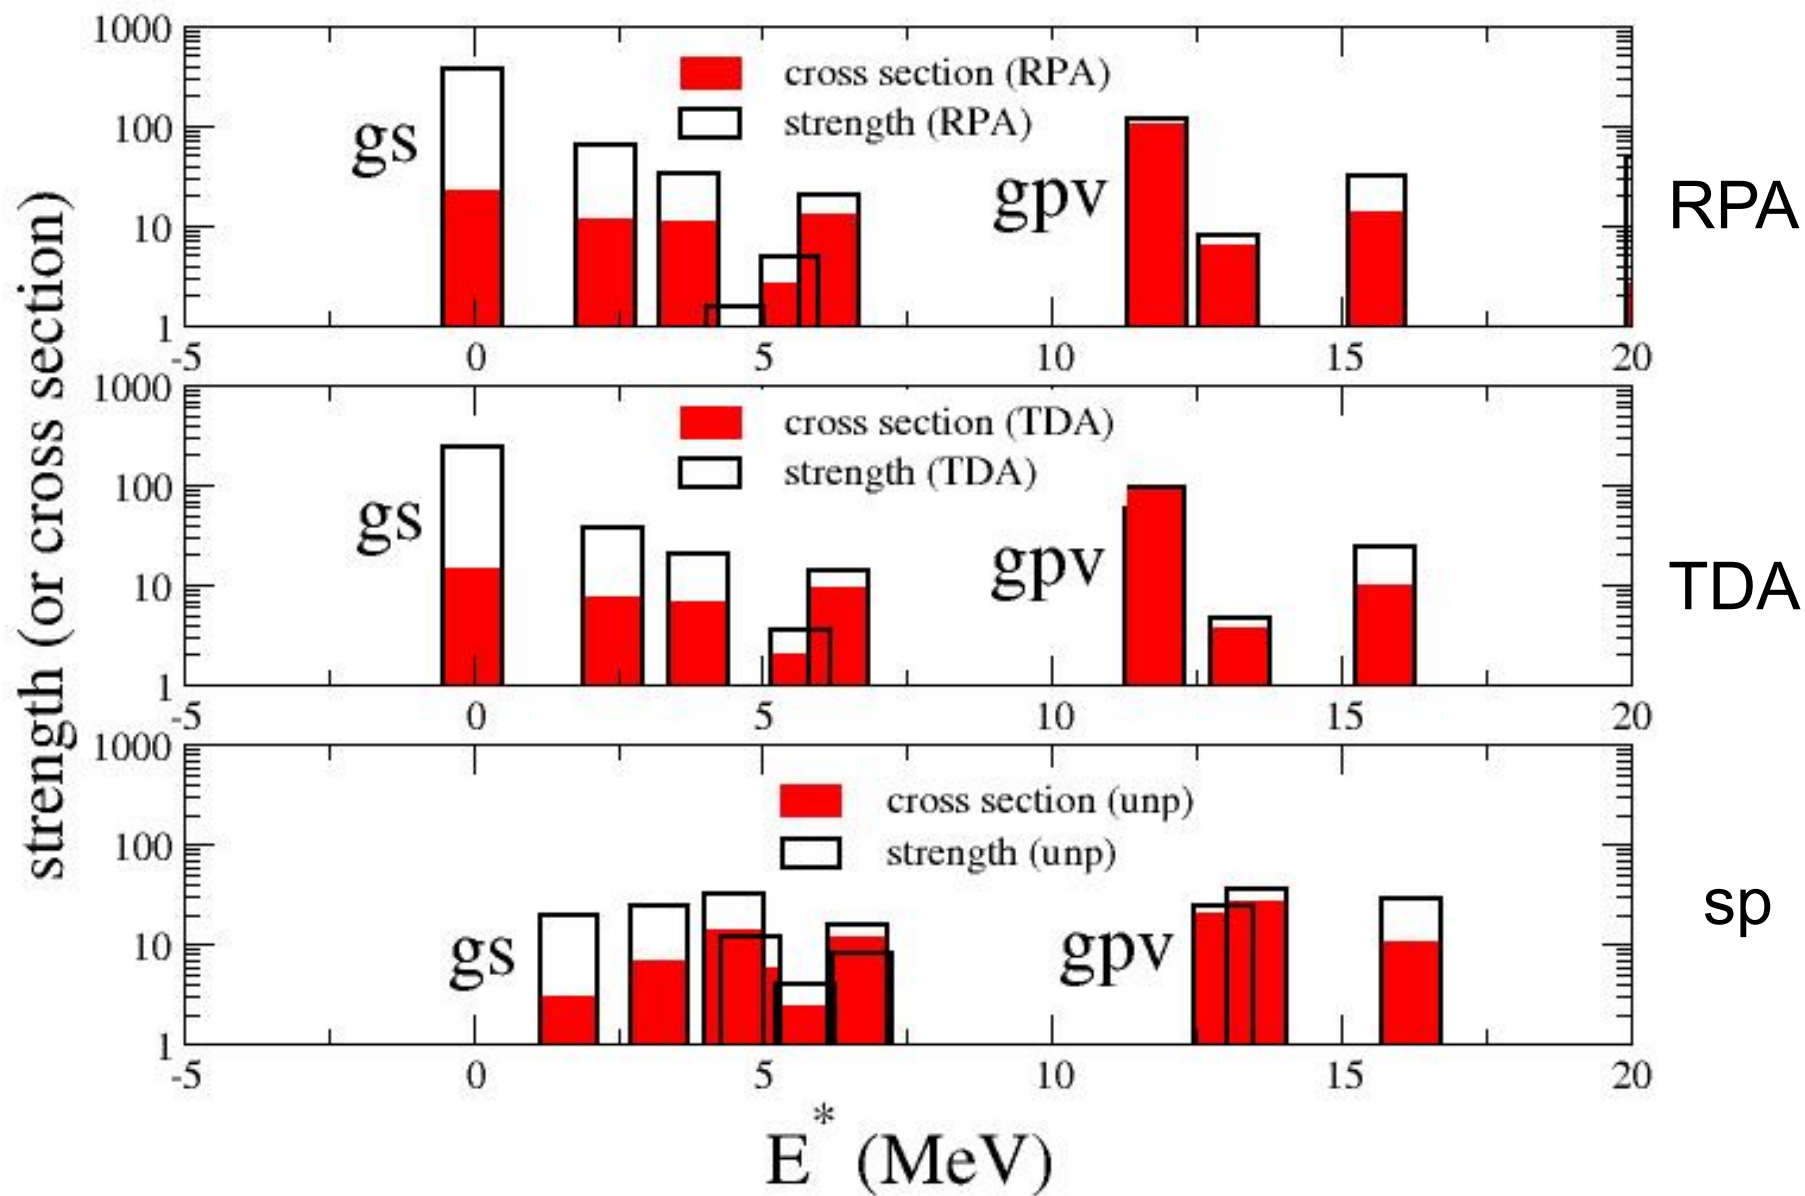 strength (or cross section)
1000
100
10
1
cross section (RPA)
strength (RPA)
gs
gpv
RPA
-5 0 5 10 15 20
1000
100
10
1
cross section (TDA)
strength (TDA)
gs
gpv
TDA
-5 0 5 10 15 20
1000
100
10
1
cross section (unp)
strength (unp)
gs
gpv
sp
-5 0 5 10 15 20
E* (MeV)